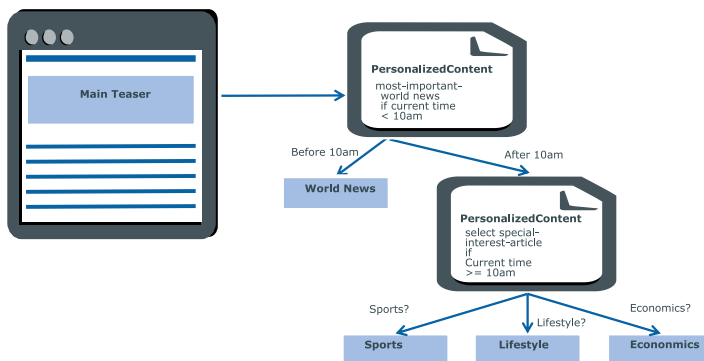 Main Teaser
PersonalizedContent
most-important-
world news
if current time
< 10am
Before 10am
After 10am
World News
PersonalizedContent
select special-
interest-article
if
Current time
>= 10am
Sports?
Lifestyle?
Economics?
Sports
Lifestyle
Econonmics